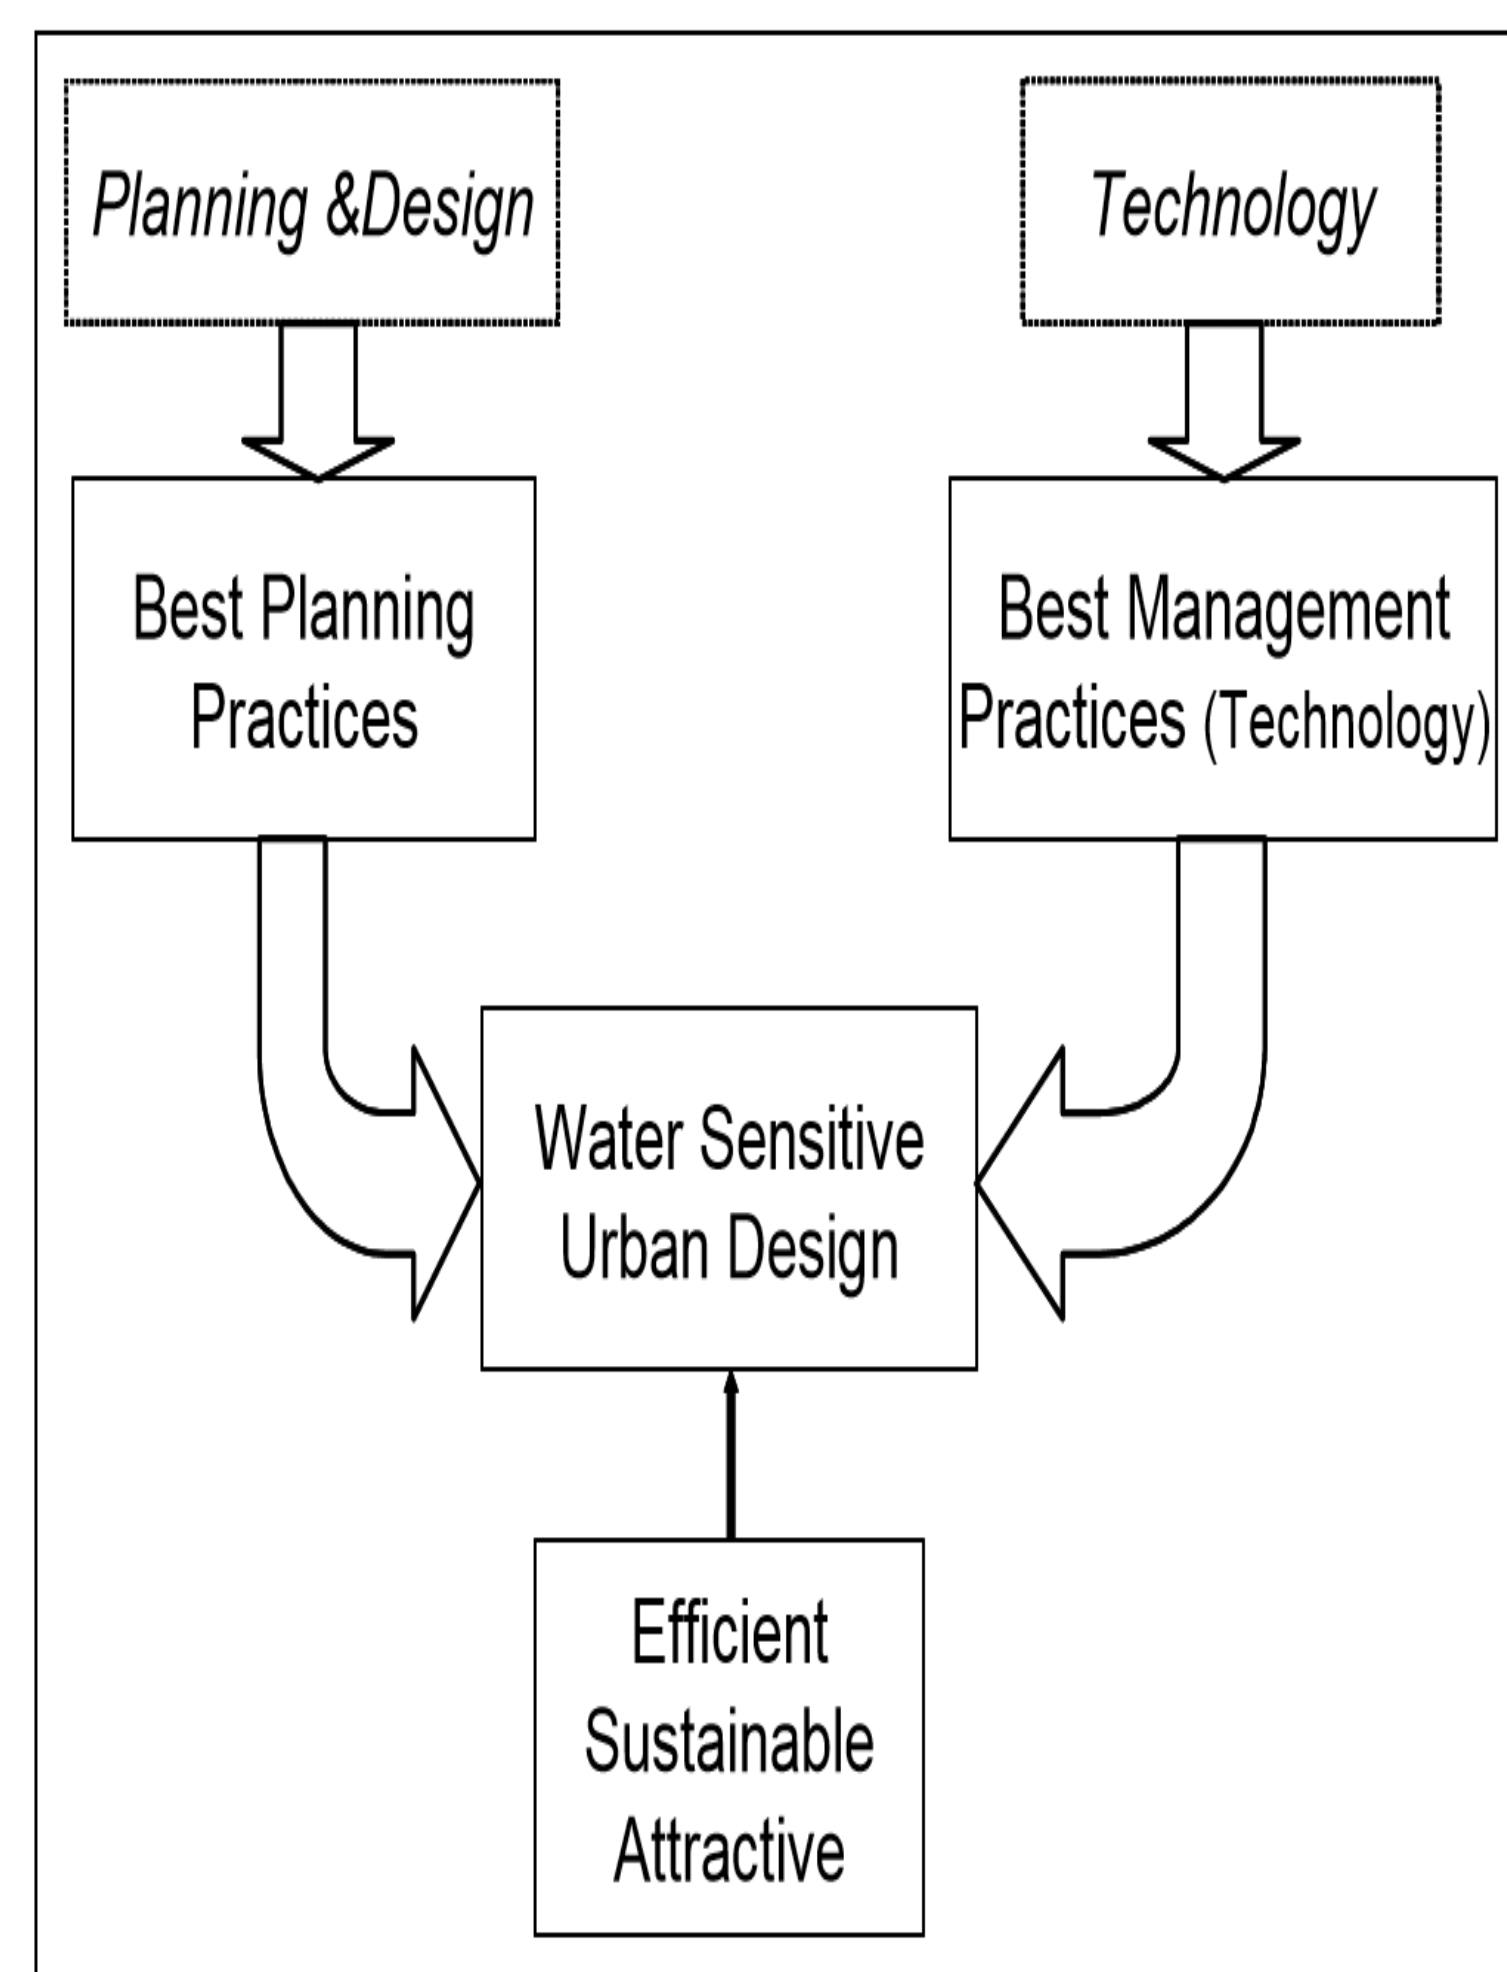 Planning &Design
Technology
Best Planning
Practices
Best Management
Practices (Technology)
Water Sensitive
Urban Design
Efficient
Sustainable
Attractive